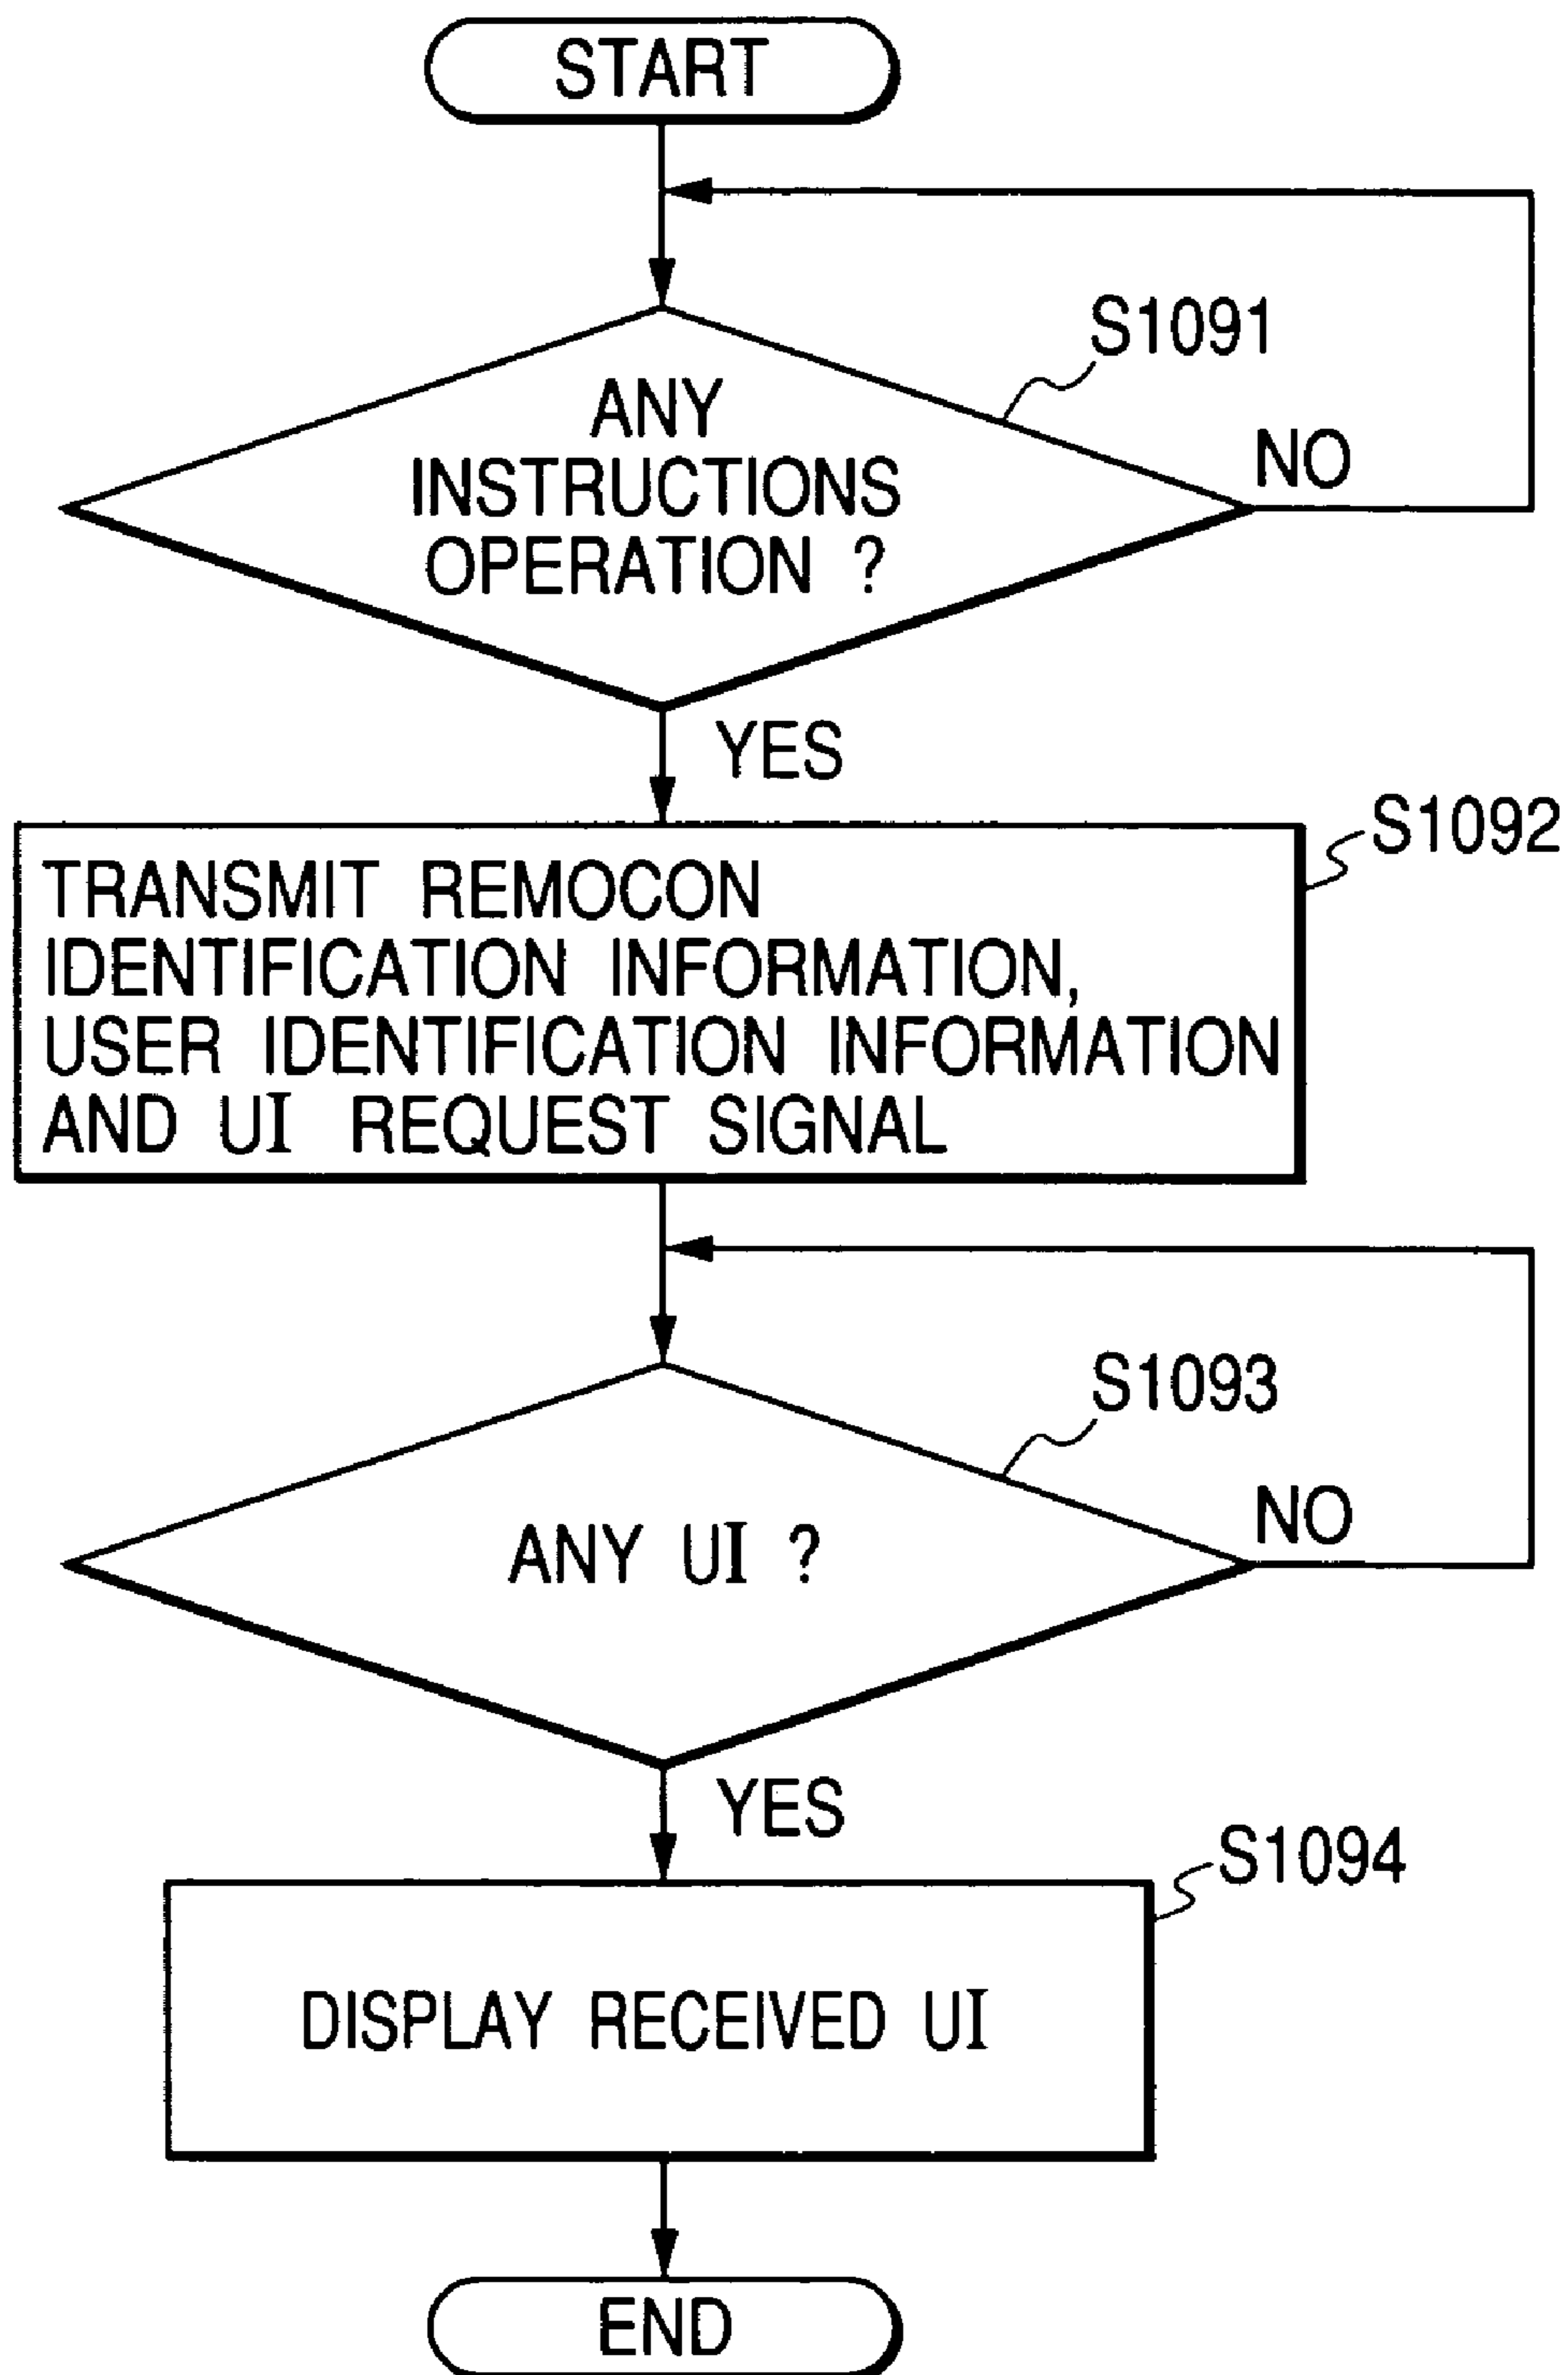 START
S1091
ANY
INSTRUCTIONS
OPERATION ?
NO
YES
S1092
TRANSMIT REMOCON
IDENTIFICATION INFORMATION,
USER IDENTIFICATION INFORMATION
AND UI REQUEST SIGNAL
S1093
ANY UI ?
NO
YES
S1094
DISPLAY RECEIVED UI
END